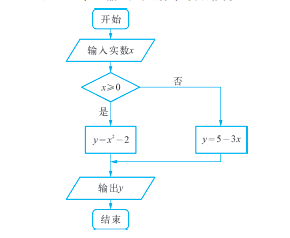 开始
输入实数x
x≥0
否
是
y=x²-2
y=5-3x
输出y
结束